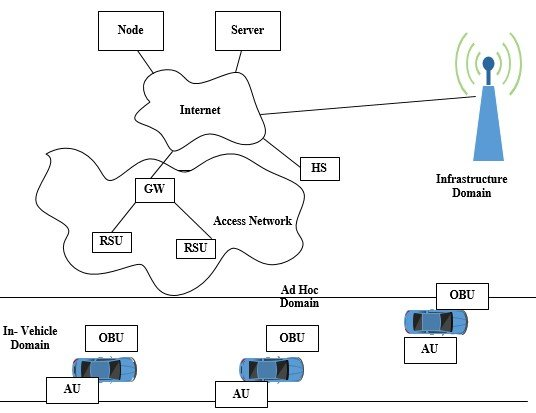 Node
Server
Internet
HS
GW
Access Network
RSU
RSU
Infrastructure
Domain
Ad Hoc
Domain
OBU
In- Vehicle
Domain
OBU
OBU
AU
AU
AU